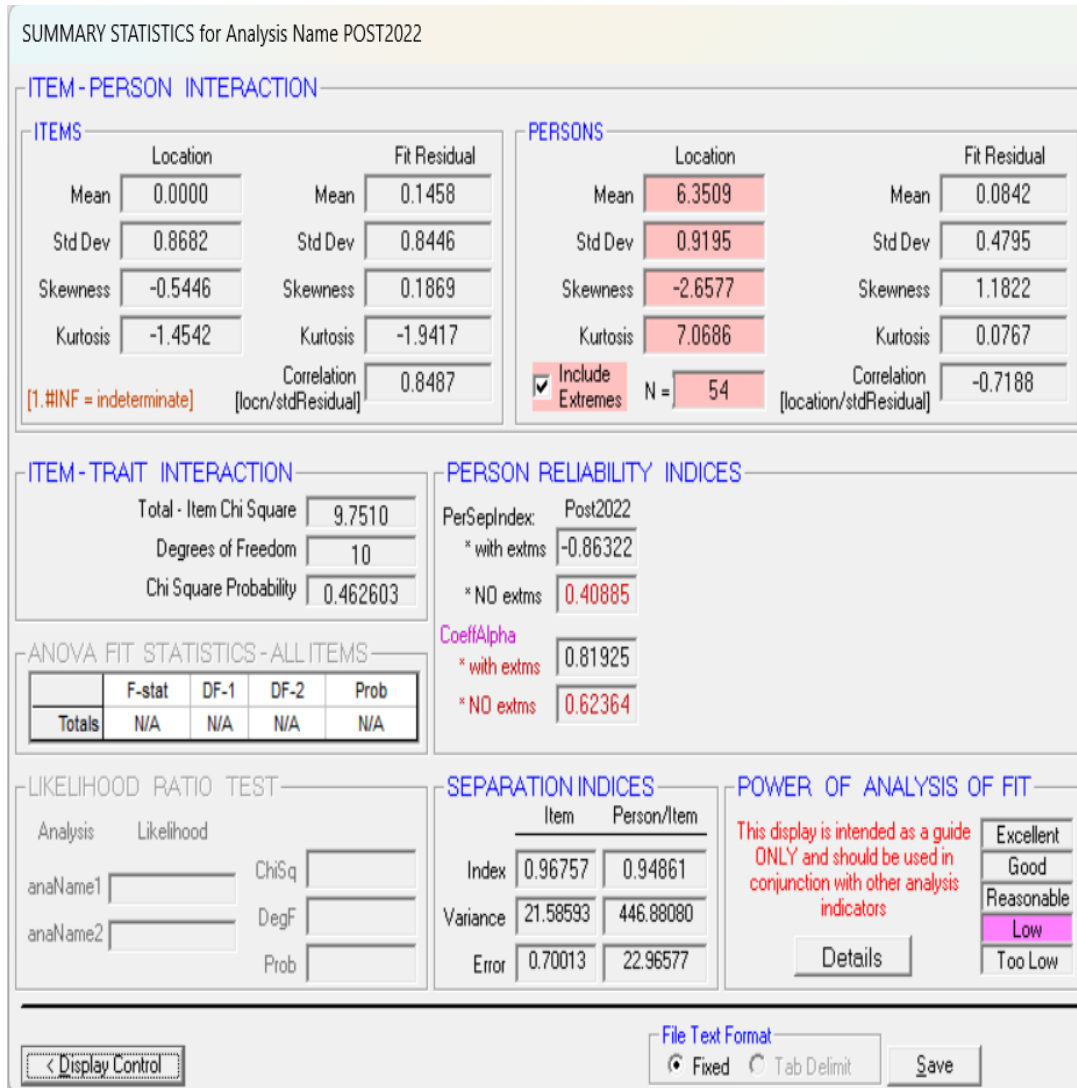 SUMMARY STATISTICS for Analysis Name POST2022
ITEM-PERSON INTERACTION
ITEMS
Location Fit Residual
Mean 0.0000 Mean 0.1458
Std Dev 0.8682 Std Dev 0.8446
Skewness -0.5446 Skewness 0.1869
Kurtosis -1.4542 Kurtosis -1.9417
[1.#INF = indeterminate] Correlation [locn/stdResidual] 0.8487
PERSONS
Location Fit Residual
Mean 6.3509 Mean 0.0842
Std Dev 0.9195 Std Dev 0.4795
Skewness -2.6577 Skewness 1.1822
Kurtosis 7.0686 Kurtosis 0.0767
Include Extremes N = 54 Correlation [location/stdResidual] -0.7188
ITEM-TRAIT INTERACTION
Total - Item Chi Square 9.7510
Degrees of Freedom 10
Chi Square Probability 0.462603
PERSON RELIABILITY INDICES
PerSepIndex: Post2022
* with extms -0.86322
* NO extms 0.40885
CoeffAlpha
* with extms 0.81925
* NO extms 0.62364
ANOVA FIT STATISTICS - ALL ITEMS
F-stat DF-1 DF-2 Prob
Totals N/A N/A N/A N/A
LIKELIHOOD RATIO TEST
Analysis Likelihood
anaName1
anaName2
ChiSq
DegF
Prob
SEPARATION INDICES
Item Person/Item
Index 0.96757 0.94861
Variance 21.58593 446.88080
Error 0.70013 22.96577
POWER OF ANALYSIS OF FIT
This display is intended as a guide
ONLY and should be used in
conjunction with other analysis
indicators
Details
Excellent
Good
Reasonable
Low
Too Low
< Display Control
File Text Format
Fixed Tab Delimit
Save